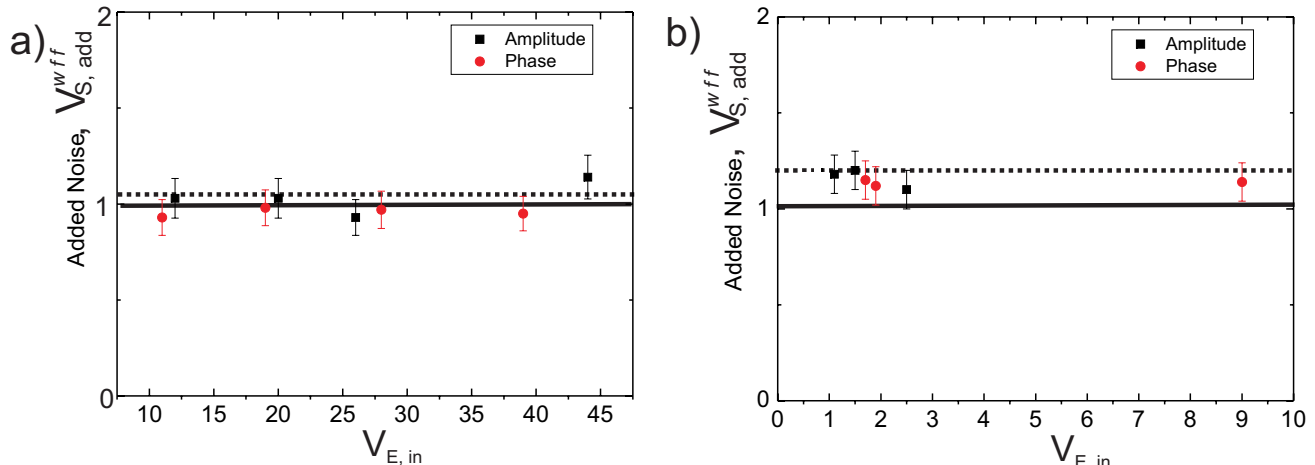 a)
Added Noise, V^{wff}_{S, add}
2
1
0
Amplitude
Phase
10 15 20 25 30 35 40 45
V_{E, in}
b)
Added Noise, V^{wff}_{S, add}
2
1
0
Amplitude
Phase
0 1 2 3 4 5 6 7 8 9 10
V_{E, in}